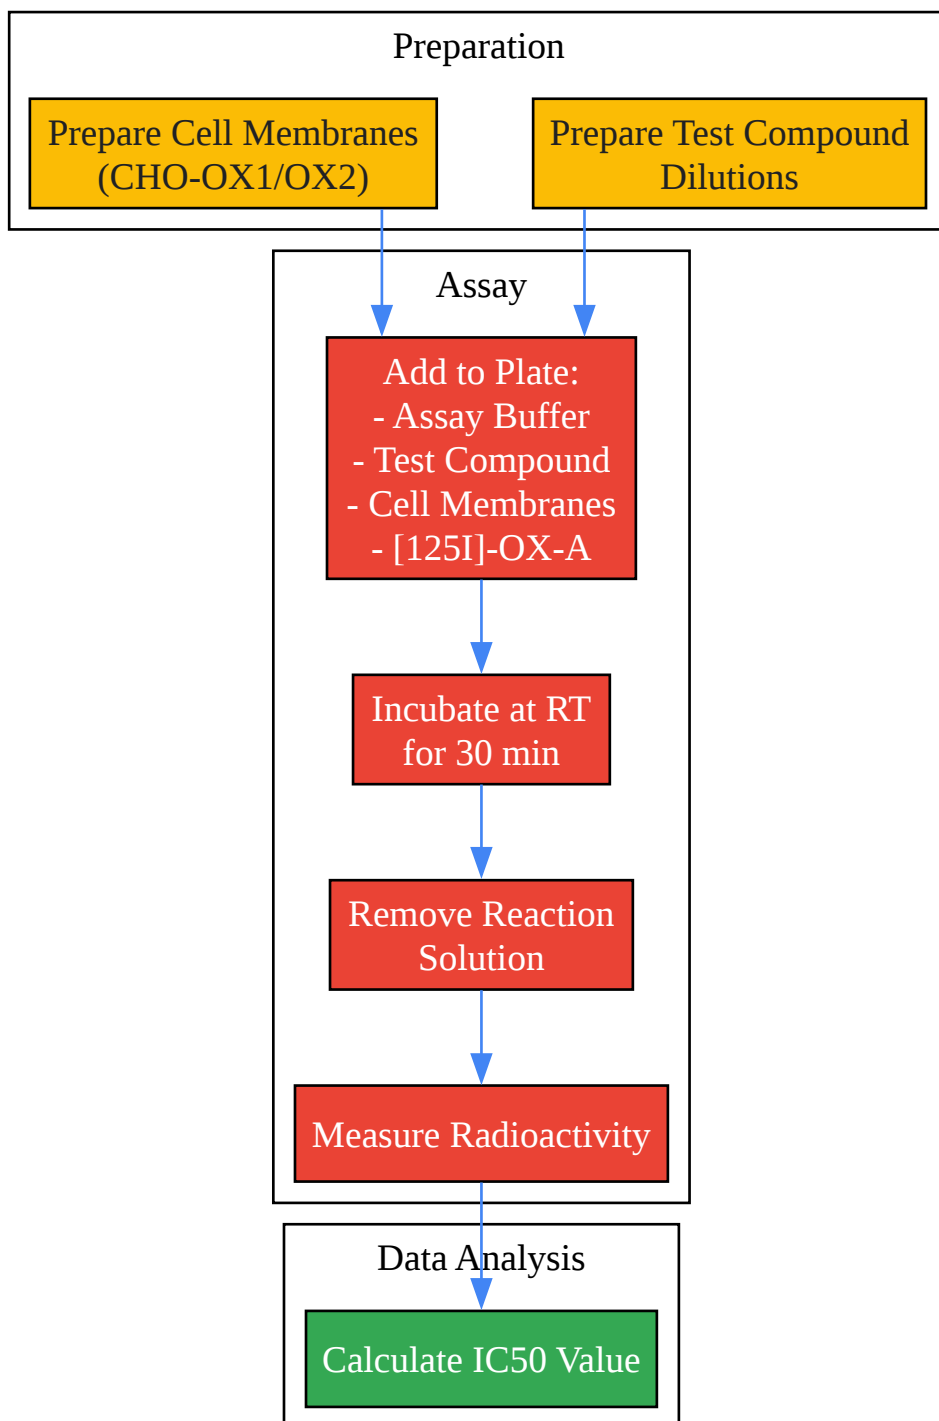 Preparation
Prepare Cell Membranes
(CHO-OX1/OX2)
Prepare Test Compound
Dilutions
Assay
Add to Plate:
- Assay Buffer
- Test Compound
- Cell Membranes
- [125I]-OX-A
Incubate at RT
for 30 min
Remove Reaction
Solution
Measure Radioactivity
Data Analysis
Calculate IC50 Value